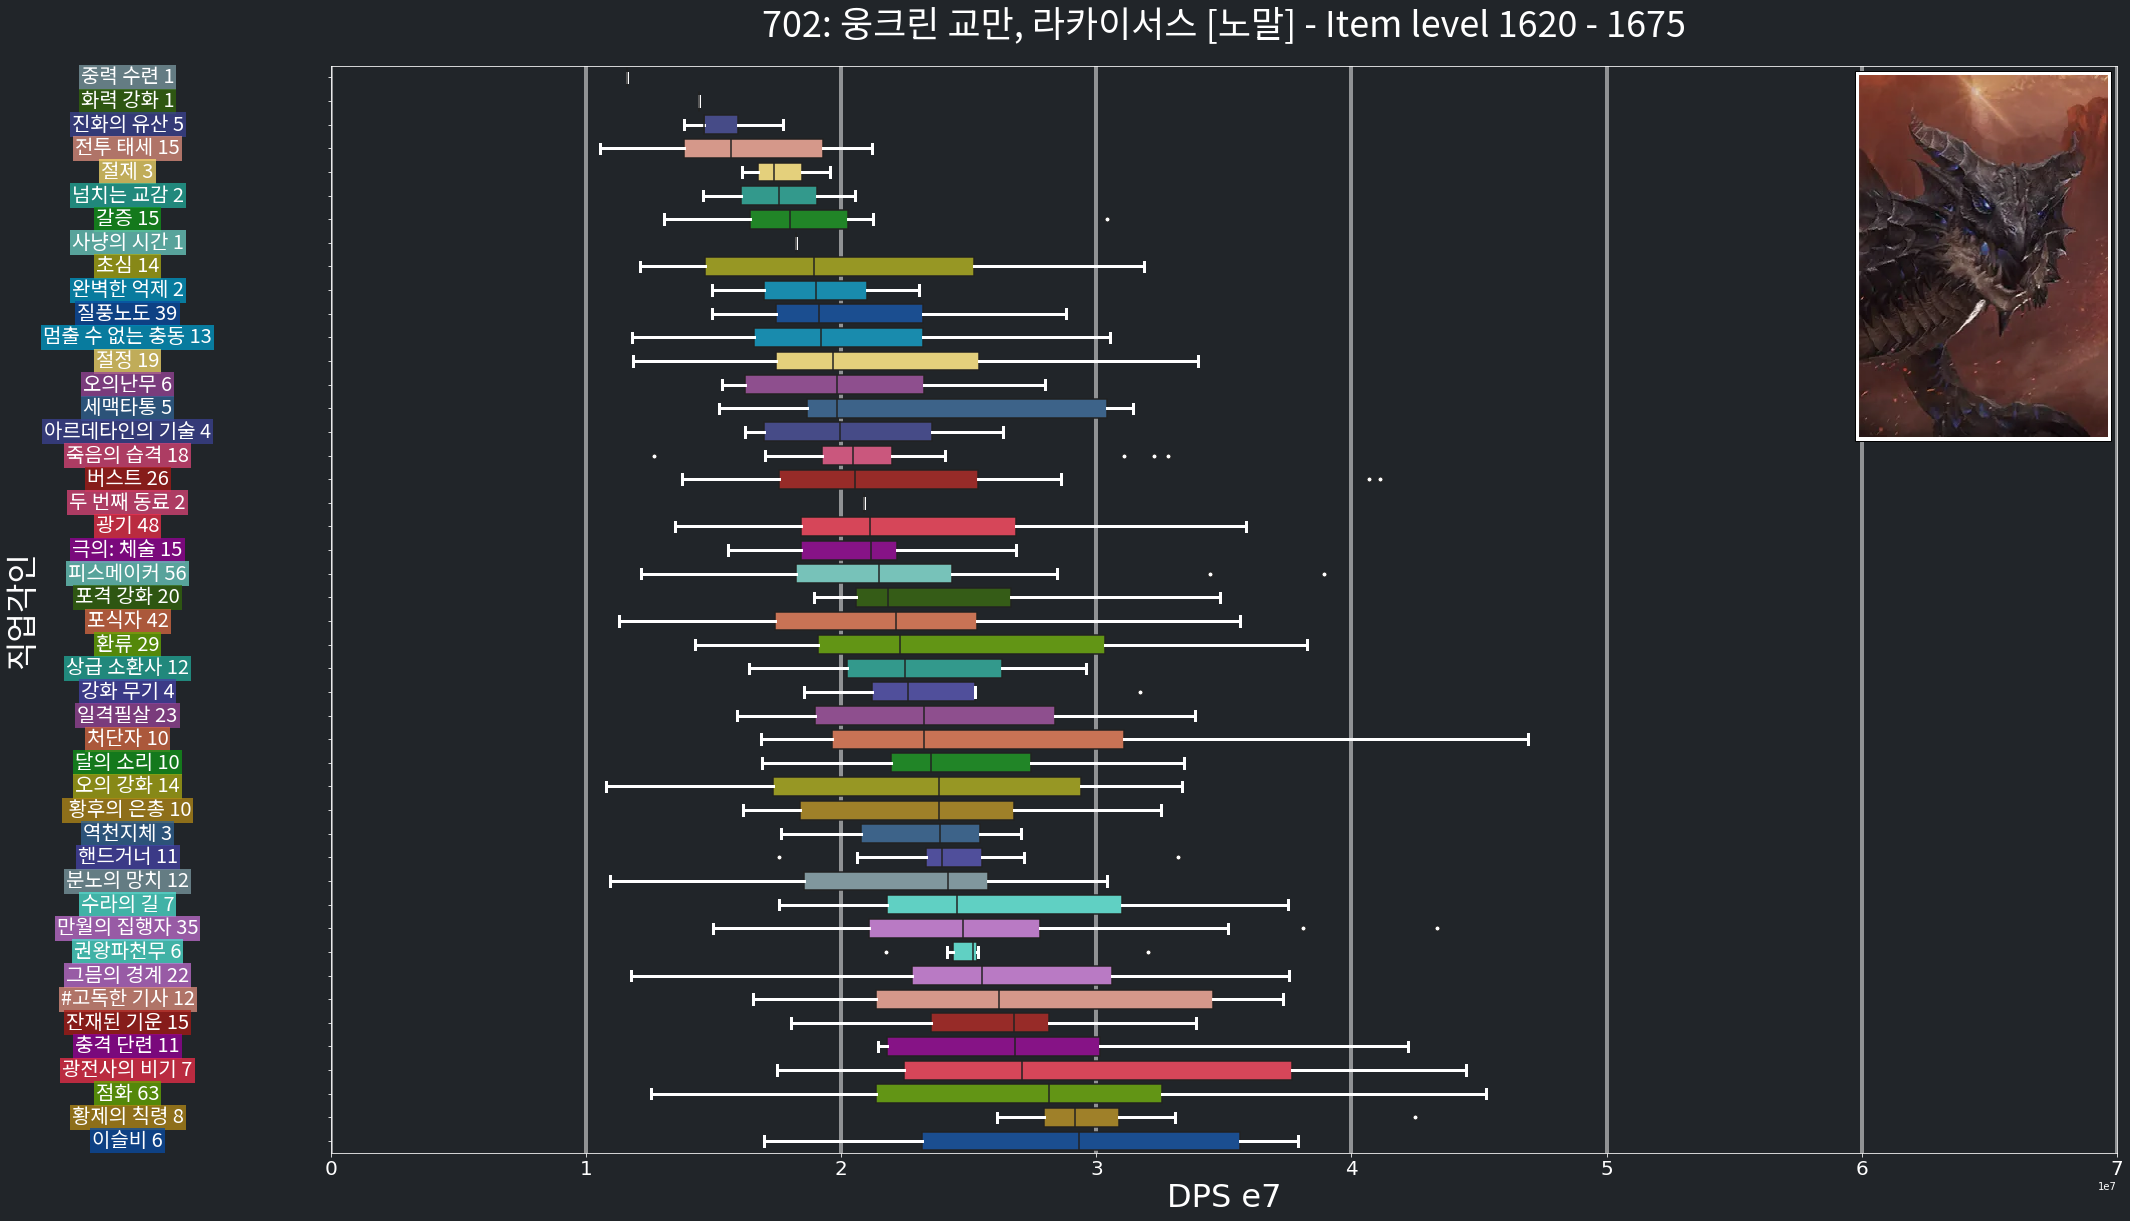 702: 웅크린 교만, 라카이서스 [노말] - Item level 1620 - 1675
중력 수련 1
화력 강화 1
진화의 유산 5
전투 태세 15
절제 3
넘치는 교감 2
갈증 15
사냥의 시간 1
초심 14
완벽한 억제 2
질풍노도 39
멈출 수 없는 충동 13
절정 19
오의난무 6
세맥타통 5
아르데타인의 기술 4
죽음의 습격 18
버스트 26
두 번째 동료 2
광기 48
극의: 체술 15
피스메이커 56
포격 강화 20
포식자 42
환류 29
상급 소환사 12
강화 무기 4
일격필살 23
처단자 10
달의 소리 10
오의 강화 14
황후의 은총 10
역천지체 3
핸드거너 11
분노의 망치 12
수라의 길 7
만월의 집행자 35
권왕파천무 6
그믐의 경계 22
#고독한 기사 12
잔재된 기운 15
충격 단련 11
광전사의 비기 7
점화 63
황제의 칙령 8
이슬비 6
직업각인
0 1 2 3 4 5 6 7
1e7
DPS e7